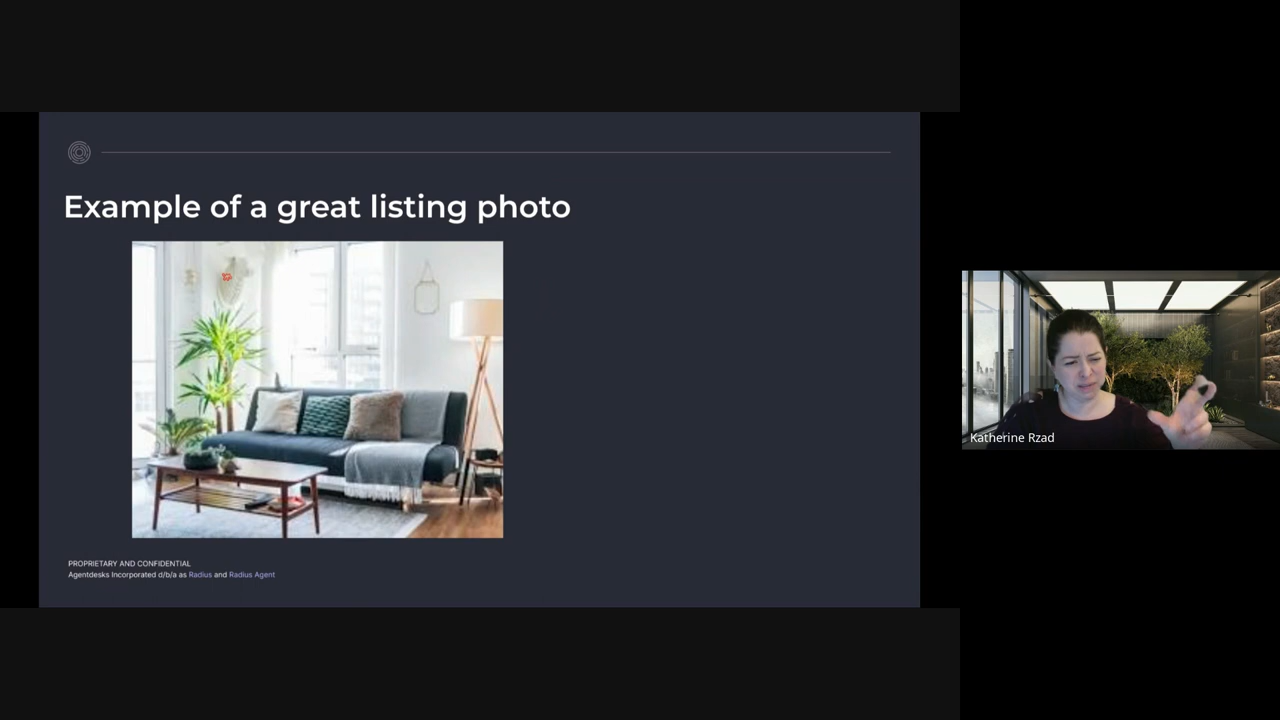 Example of a great listing photo
PROPRIETARY AND CONFIDENTIAL
Agentdesks Incorporated d/b/a as Radius and Radius Agent
Katherine Rzad